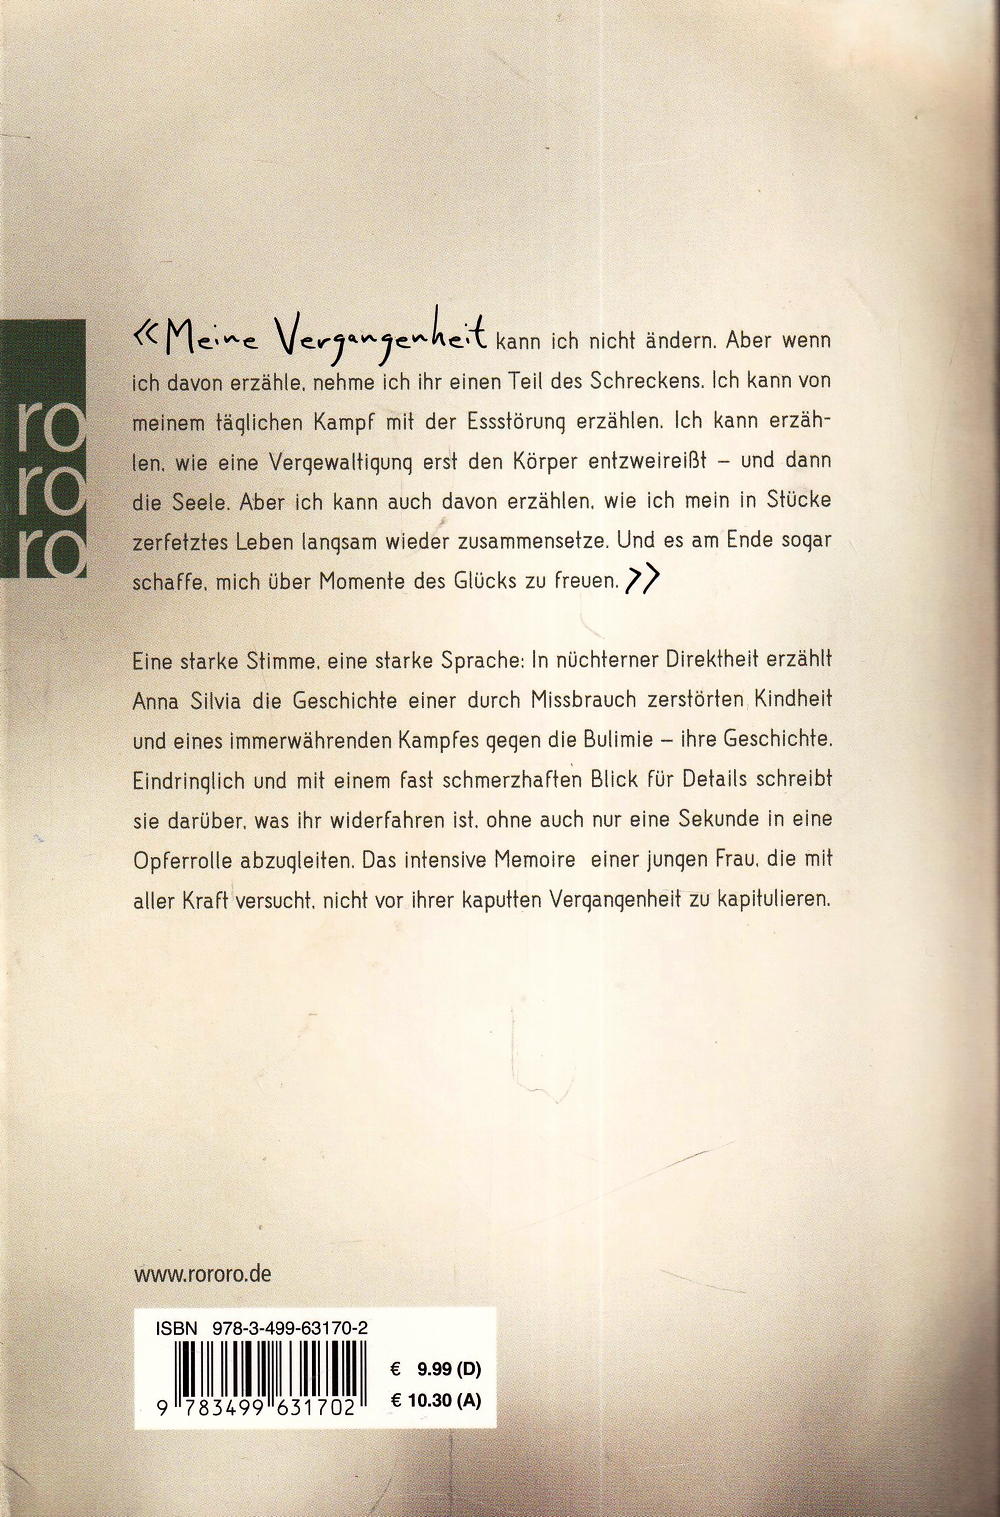 «Meine Vergangenheit kann ich nicht ändern. Aber wenn
ich davon erzähle, nehme ich ihr einen Teil des Schreckens. Ich kann von
meinem täglichen Kampf mit der Essstörung erzählen. Ich kann erzäh-
len, wie eine Vergewaltigung erst den Körper entzweireißt – und dann
die Seele. Aber ich kann auch davon erzählen, wie ich mein in Stücke
zerfetztes Leben langsam wieder zusammensetze. Und es am Ende sogar
schaffe, mich über Momente des Glücks zu freuen.»
ro
ro
ro
Eine starke Stimme, eine starke Sprache: In nüchterner Direktheit erzählt
Anna Silvia die Geschichte einer durch Missbrauch zerstörten Kindheit
und eines immerwährenden Kampfes gegen die Bulimie – ihre Geschichte.
Eindringlich und mit einem fast schmerzhaften Blick für Details schreibt
sie darüber, was ihr widerfahren ist, ohne auch nur eine Sekunde in eine
Opferrolle abzugleiten. Das intensive Memoire einer jungen Frau, die mit
aller Kraft versucht, nicht vor ihrer kaputten Vergangenheit zu kapitulieren.
www.rororo.de
ISBN 978-3-499-63170-2
€ 9.99 (D)
€ 10.30 (A)
9 783499 631702